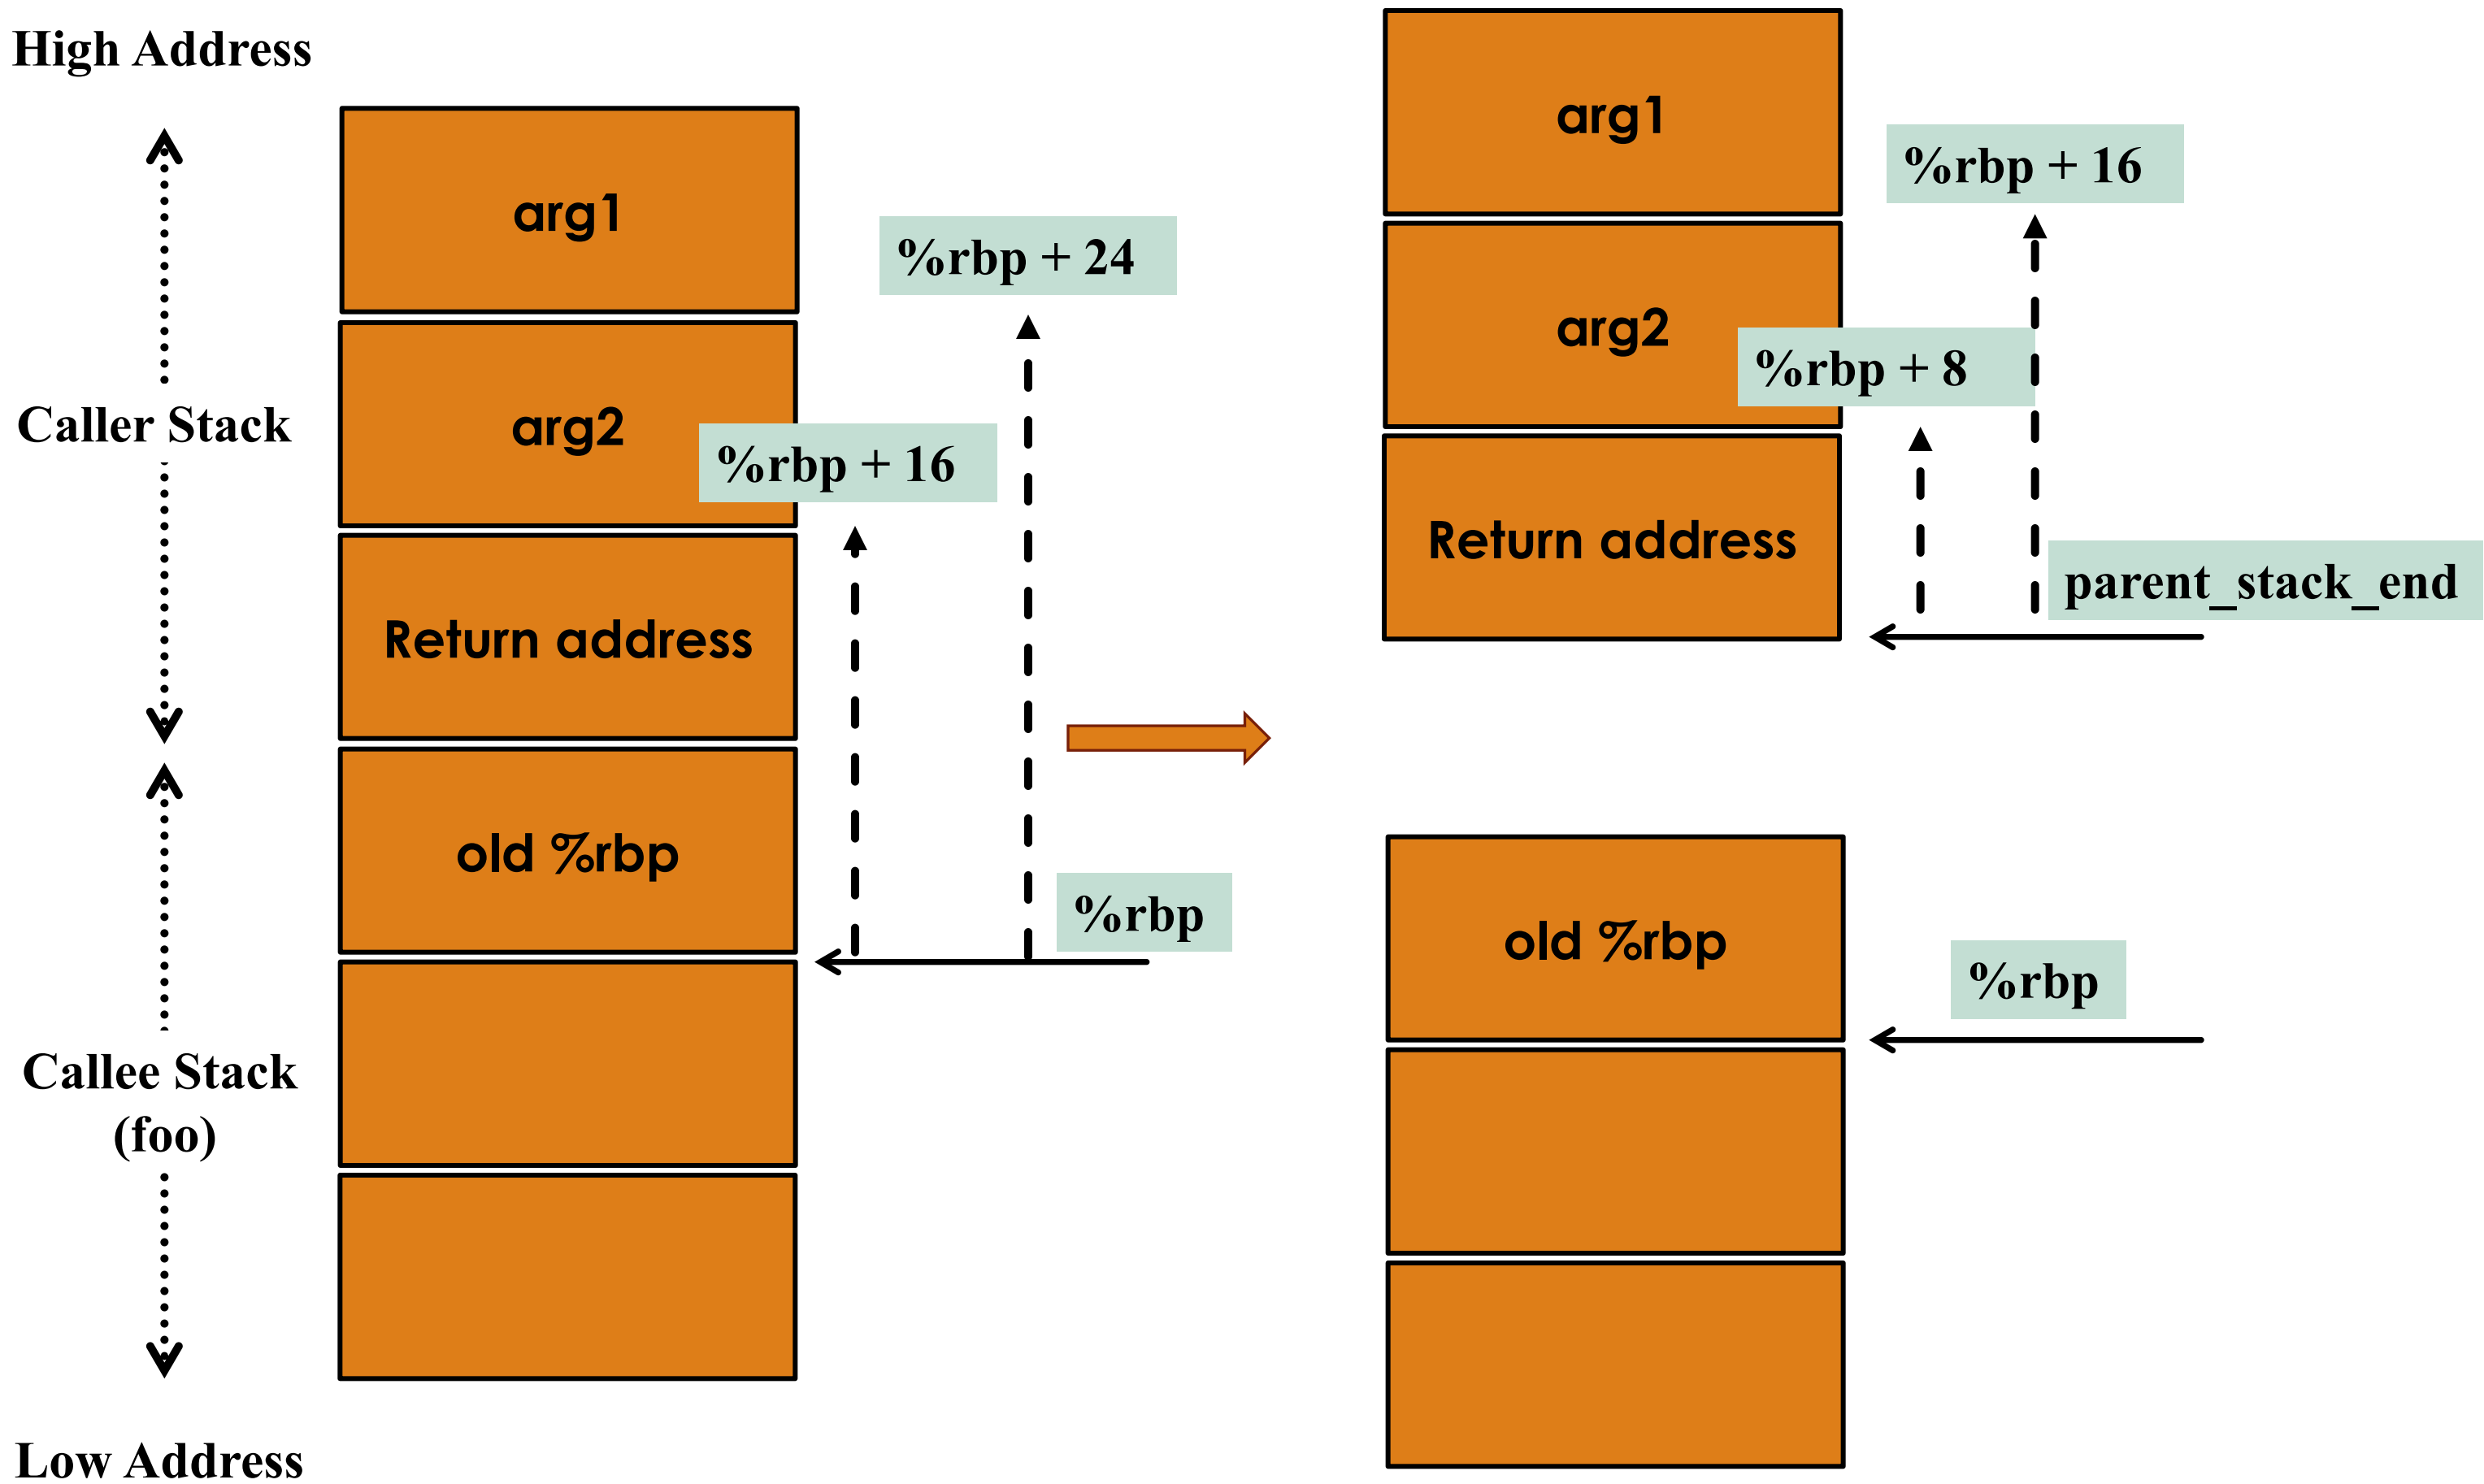 High Address
Caller Stack
Callee Stack
(foo)
Low Address
arg1
arg2
Return address
old %rbp
%rbp + 24
%rbp + 16
%rbp
arg1
arg2
Return address
old %rbp
%rbp + 16
%rbp + 8
parent_stack_end
%rbp